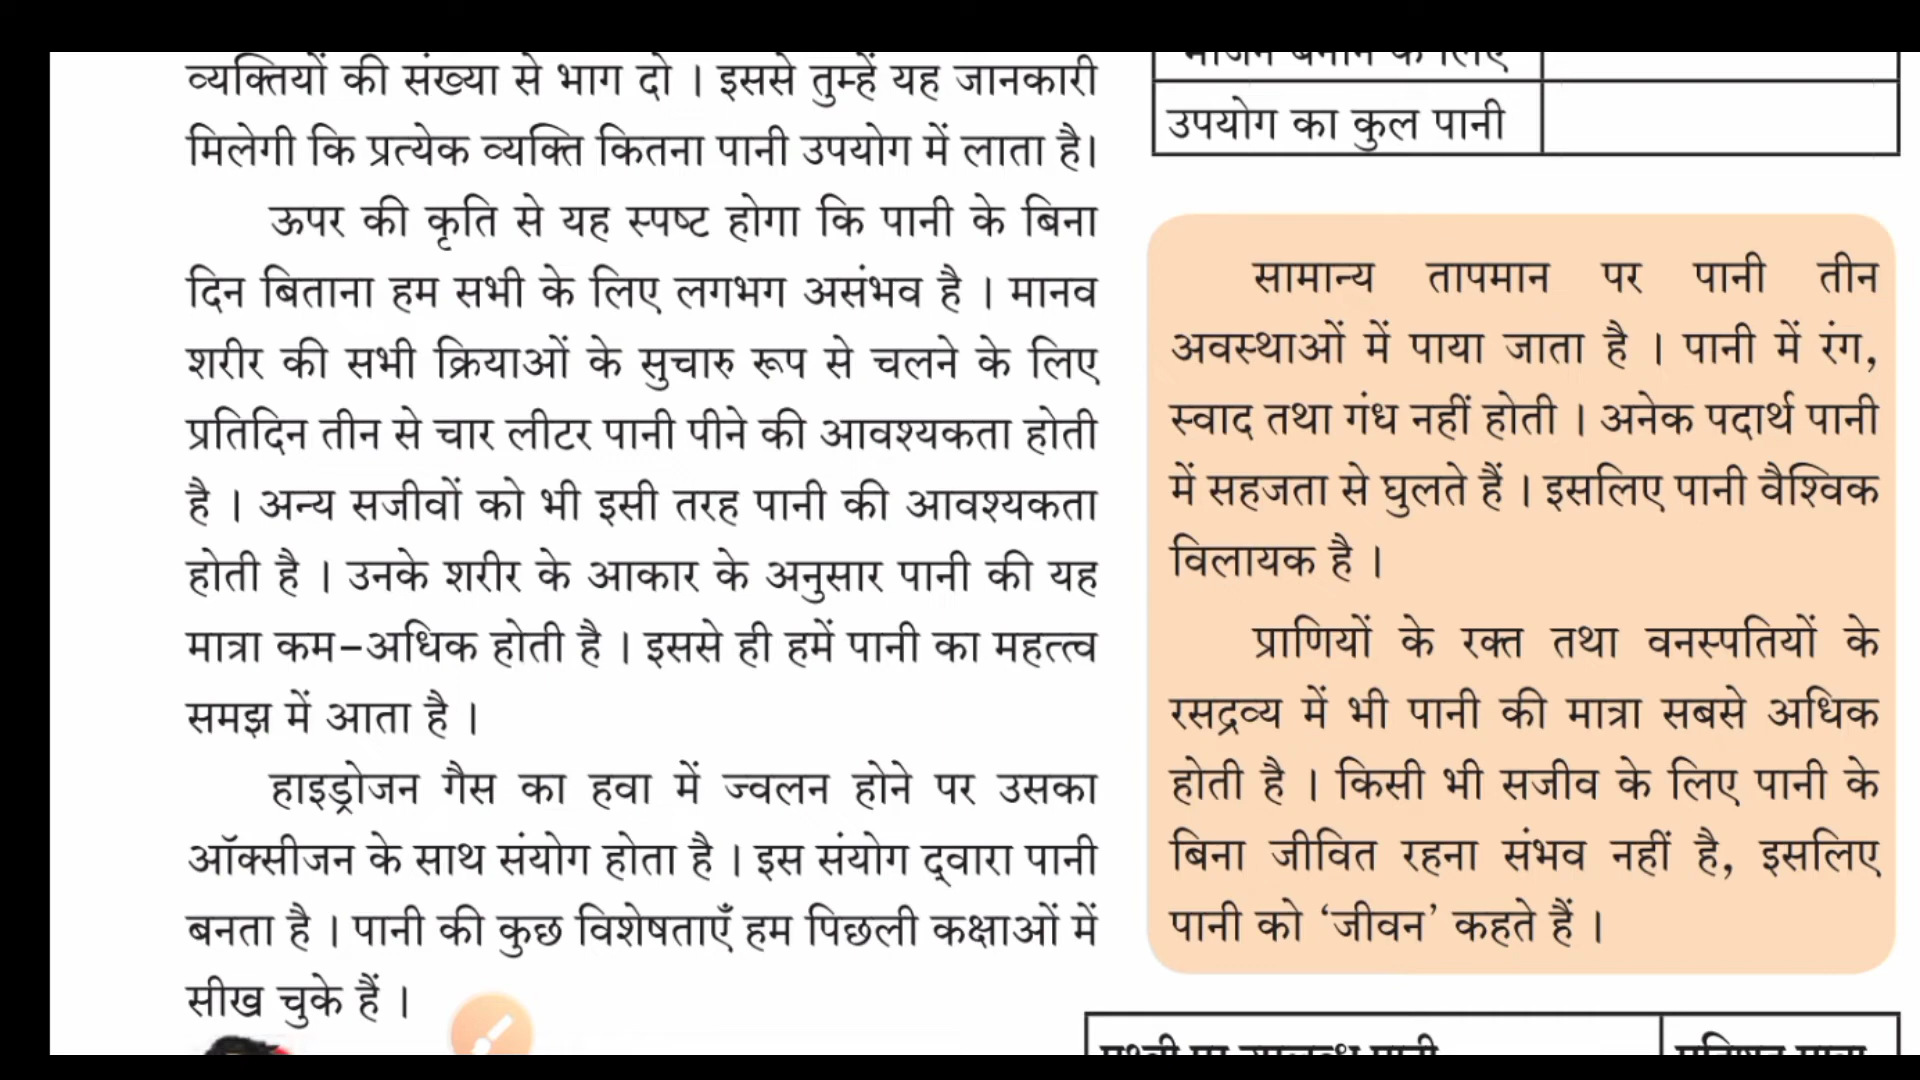 व्यक्तियों की संख्या से भाग दो । इससे तुम्हें यह जानकारी
मिलेगी कि प्रत्येक व्यक्ति कितना पानी उपयोग में लाता है।
ऊपर की कृति से यह स्पष्ट होगा कि पानी के बिना
दिन बिताना हम सभी के लिए लगभग असंभव है । मानव
शरीर की सभी क्रियाओं के सुचारु रूप से चलने के लिए
प्रतिदिन तीन से चार लीटर पानी पीने की आवश्यकता होती
है । अन्य सजीवों को भी इसी तरह पानी की आवश्यकता
होती है । उनके शरीर के आकार के अनुसार पानी की यह
मात्रा कम-अधिक होती है । इससे ही हमें पानी का महत्त्व
समझ में आता है ।
हाइड्रोजन गैस का हवा में ज्वलन होने पर उसका
ऑक्सीजन के साथ संयोग होता है । इस संयोग द्‌वारा पानी
बनता है । पानी की कुछ विशेषताएँ हम पिछली कक्षाओं में
सीख चुके हैं ।
के लिए
उपयोग का कुल पानी
सामान्य तापमान पर पानी तीन
अवस्थाओं में पाया जाता है । पानी में रंग,
स्वाद तथा गंध नहीं होती । अनेक पदार्थ पानी
में सहजता से घुलते हैं । इसलिए पानी वैश्विक
विलायक है ।
प्राणियों के रक्त तथा वनस्पतियों के
रसद्रव्य में भी पानी की मात्रा सबसे अधिक
होती है । किसी भी सजीव के लिए पानी के
बिना जीवित रहना संभव नहीं है, इसलिए
पानी को ‘जीवन’ कहते हैं ।